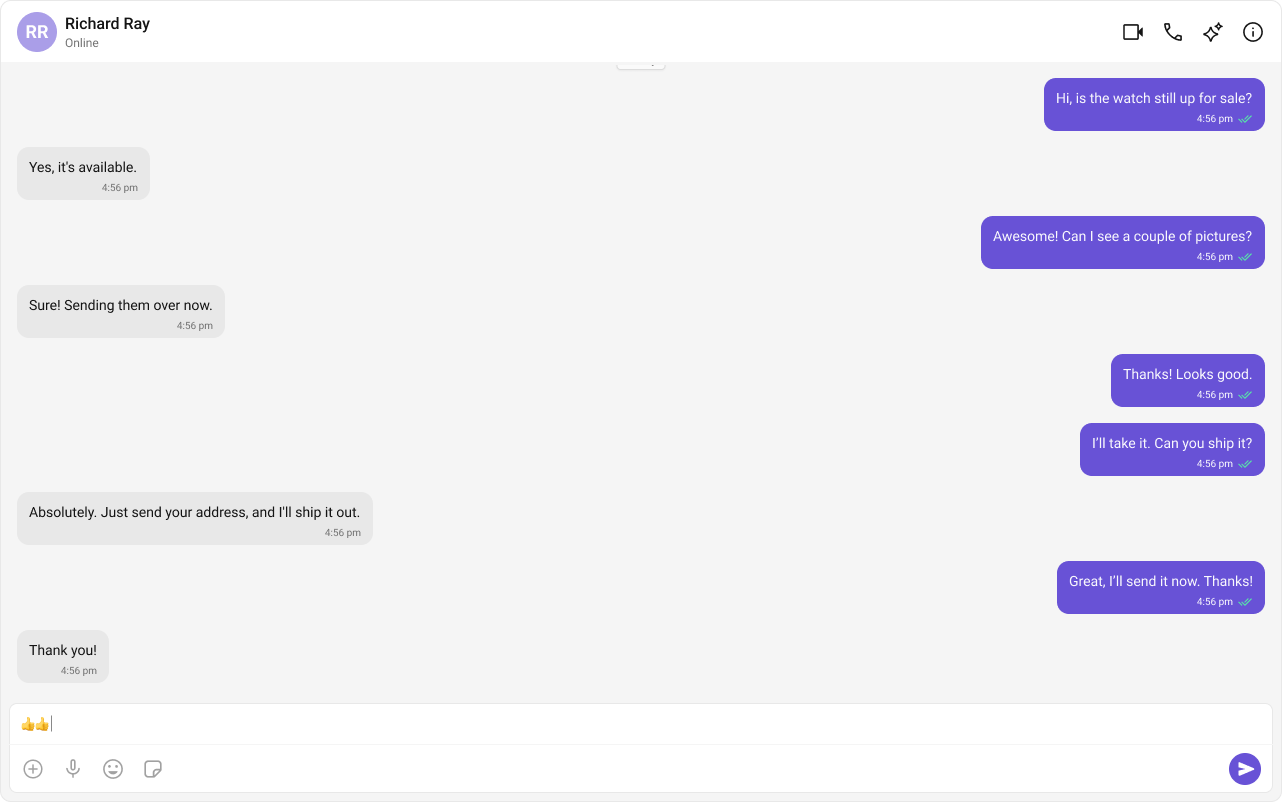 RR
Richard Ray
Online
Hi, is the watch still up for sale?
4:56 pm
Yes, it's available.
4:56 pm
Awesome! Can I see a couple of pictures?
4:56 pm
Sure! Sending them over now.
4:56 pm
Thanks! Looks good.
4:56 pm
I’ll take it. Can you ship it?
4:56 pm
Absolutely. Just send your address, and I'll ship it out.
4:56 pm
Great, I’ll send it now. Thanks!
4:56 pm
Thank you!
4:56 pm
👍👍